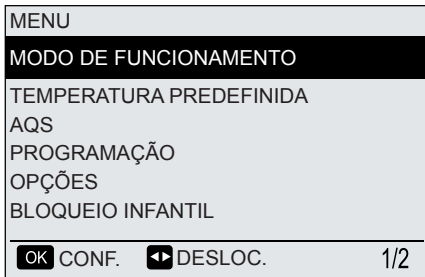 MENU
MODO DE FUNCIONAMENTO
TEMPERATURA PREDEFINIDA
AQS
PROGRAMAÇÃO
OPÇÕES
BLOQUEIO INFANTIL
OK CONF. DESLOC. 1/2